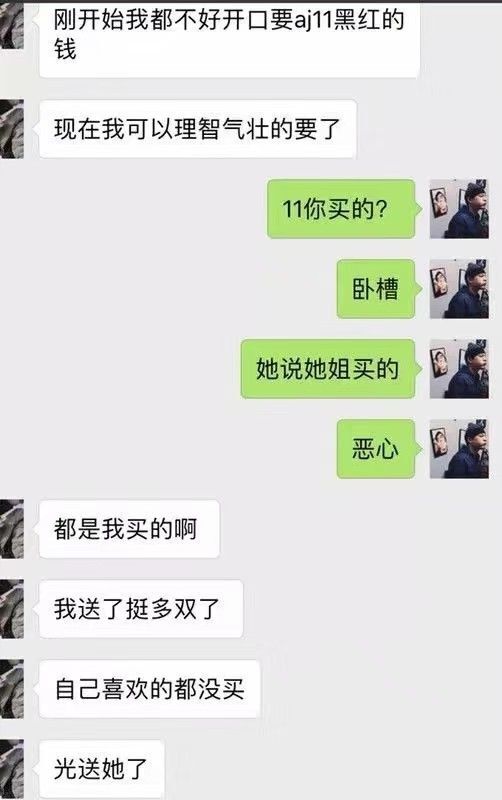 刚开始我都不好开口要aj11黑红的
钱
现在我可以理智气壮的要了
11你买的?
卧槽
她说她姐买的
恶心
都是我买的啊
我送了挺多双了
自己喜欢的都没买
光送她了